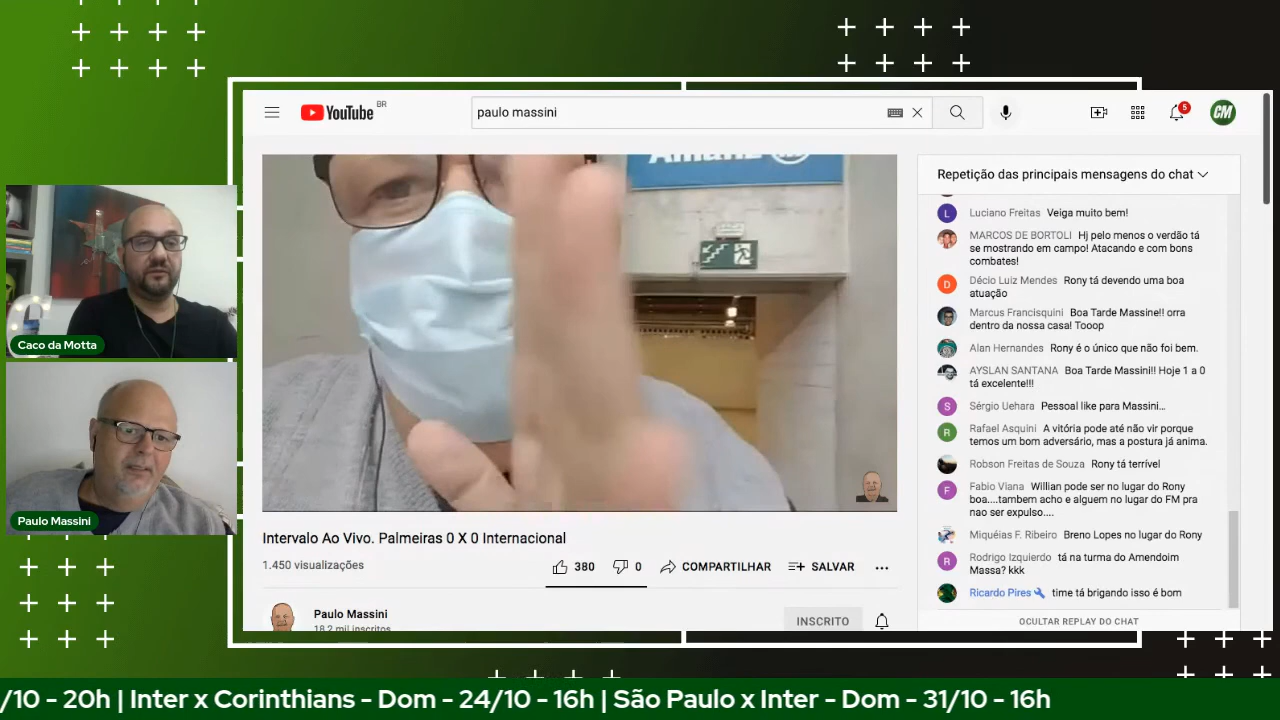 YouTube BR
paulo massini
5
CM
Allianz
Repetição das principais mensagens do chat
Luciano Freitas Veiga muito bem!
MARCOS DE BORTOLI Hj pelo menos o verdão tá
se mostrando em campo! Atacando e com bons
combates!
Décio Luiz Mendes Rony tá devendo uma boa
atuação
Marcus Francisquini Boa Tarde Massine!! orra
dentro da nossa casa! Tooop
Alan Hernandes Rony é o único que não foi bem.
AYSLAN SANTANA Boa Tarde Massini!! Hoje 1 a 0
tá excelente!!!
Sérgio Uehara Pessoal like para Massini...
Rafael Asquini A vitória pode até não vir porque
temos um bom adversário, mas a postura já anima.
Robson Freitas de Souza Rony tá terrível
Fabio Viana Willian pode ser no lugar do Rony
boa....tambem acho e alguem no lugar do FM pra
nao ser expulso....
Miquéias F. Ribeiro Breno Lopes no lugar do Rony
Rodrigo Izquierdo tá na turma do Amendoim
Massa? kkk
Ricardo Pires time tá brigando isso é bom
OCULTAR REPLAY DO CHAT
Caco da Motta
Paulo Massini
Intervalo Ao Vivo. Palmeiras 0 X 0 Internacional
1.450 visualizações
380 0 COMPARTILHAR SALVAR
Paulo Massini
18,2 mil inscritos
INSCRITO
/10 - 20h | Inter x Corinthians - Dom - 24/10 - 16h | São Paulo x Inter - Dom - 31/10 - 16h